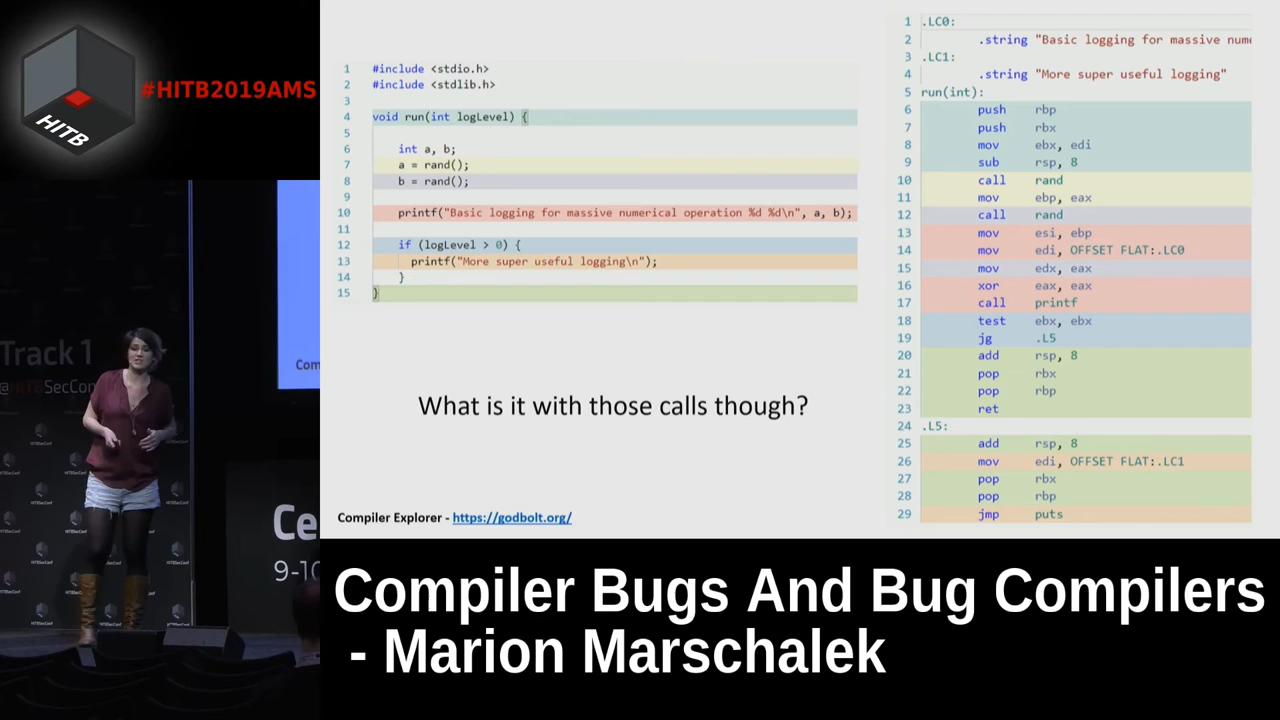 HITB
#HITB2019AMS
Track 1
@HITBSecCon
Com
Ce
9-10
1 #include <stdio.h>
2 #include <stdlib.h>
3
4 void run(int logLevel) {
5
6 int a, b;
7 a = rand();
8 b = rand();
9
10 printf("Basic logging for massive numerical operation %d %d\n", a, b);
11
12 if (logLevel > 0) {
13 printf("More super useful logging\n");
14 }
15 }
What is it with those calls though?
Compiler Explorer - https://godbolt.org/
1 .LC0:
2 .string "Basic logging for massive nume
3 .LC1:
4 .string "More super useful logging"
5 run(int):
6 push rbp
7 push rbx
8 mov ebx, edi
9 sub rsp, 8
10 call rand
11 mov ebp, eax
12 call rand
13 mov esi, ebp
14 mov edi, OFFSET FLAT:.LC0
15 mov edx, eax
16 xor eax, eax
17 call printf
18 test ebx, ebx
19 jg .L5
20 add rsp, 8
21 pop rbx
22 pop rbp
23 ret
24 .L5:
25 add rsp, 8
26 mov edi, OFFSET FLAT:.LC1
27 pop rbx
28 pop rbp
29 jmp puts
Compiler Bugs And Bug Compilers
- Marion Marschalek